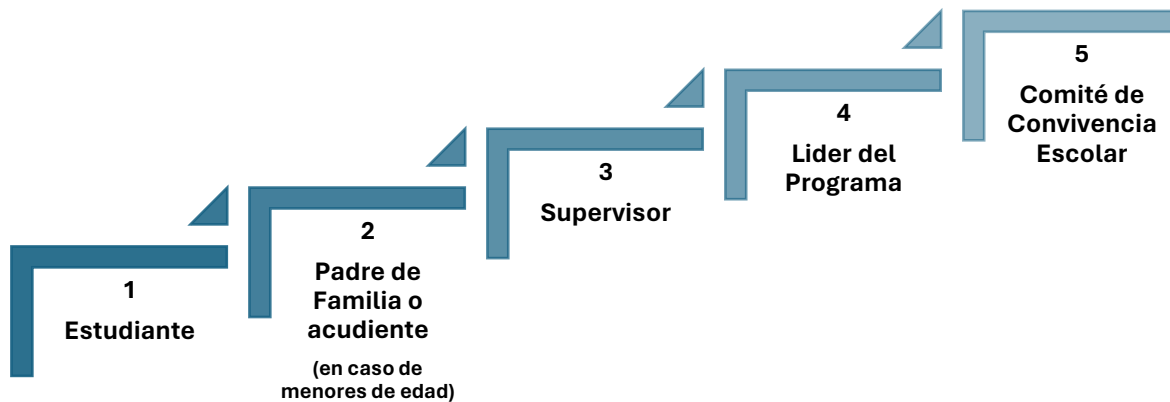 1
Estudiante
2
Padre de
Familia o
acudiente
(en caso de
menores de edad)
3
Supervisor
4
Lider del
Programa
5
Comité de
Convivencia
Escolar